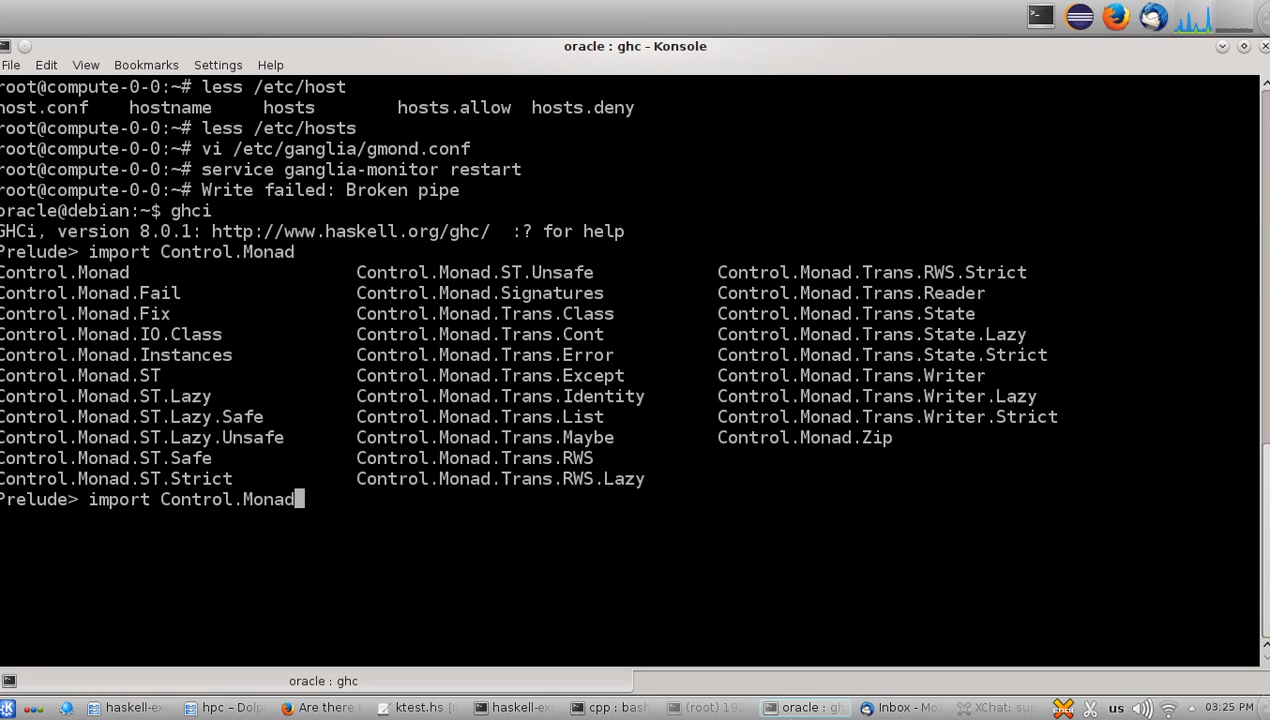 oracle : ghc – Konsole
File Edit View Bookmarks Settings Help
root@compute-0-0:~# less /etc/host
host.conf hostname hosts hosts.allow hosts.deny
root@compute-0-0:~# less /etc/hosts
root@compute-0-0:~# vi /etc/ganglia/gmond.conf
root@compute-0-0:~# service ganglia-monitor restart
root@compute-0-0:~# Write failed: Broken pipe
oracle@debian:~$ ghci
GHCi, version 8.0.1: http://www.haskell.org/ghc/ :? for help
Prelude> import Control.Monad
Control.Monad Control.Monad.ST.Unsafe Control.Monad.Trans.RWS.Strict
Control.Monad.Fail Control.Monad.Signatures Control.Monad.Trans.Reader
Control.Monad.Fix Control.Monad.Trans.Class Control.Monad.Trans.State
Control.Monad.IO.Class Control.Monad.Trans.Cont Control.Monad.Trans.State.Lazy
Control.Monad.Instances Control.Monad.Trans.Error Control.Monad.Trans.State.Strict
Control.Monad.ST Control.Monad.Trans.Except Control.Monad.Trans.Writer
Control.Monad.ST.Lazy Control.Monad.Trans.Identity Control.Monad.Trans.Writer.Lazy
Control.Monad.ST.Lazy.Safe Control.Monad.Trans.List Control.Monad.Trans.Writer.Strict
Control.Monad.ST.Lazy.Unsafe Control.Monad.Trans.Maybe Control.Monad.Zip
Control.Monad.ST.Safe Control.Monad.Trans.RWS
Control.Monad.ST.Strict Control.Monad.Trans.RWS.Lazy
Prelude> import Control.Monad
oracle : ghc
haskell-ex hpc – Dolp Are there ktest.hs [m haskell-ex cpp : bash (root) 192 oracle : gh Inbox - Mo XChat: sup us 03:25 PM